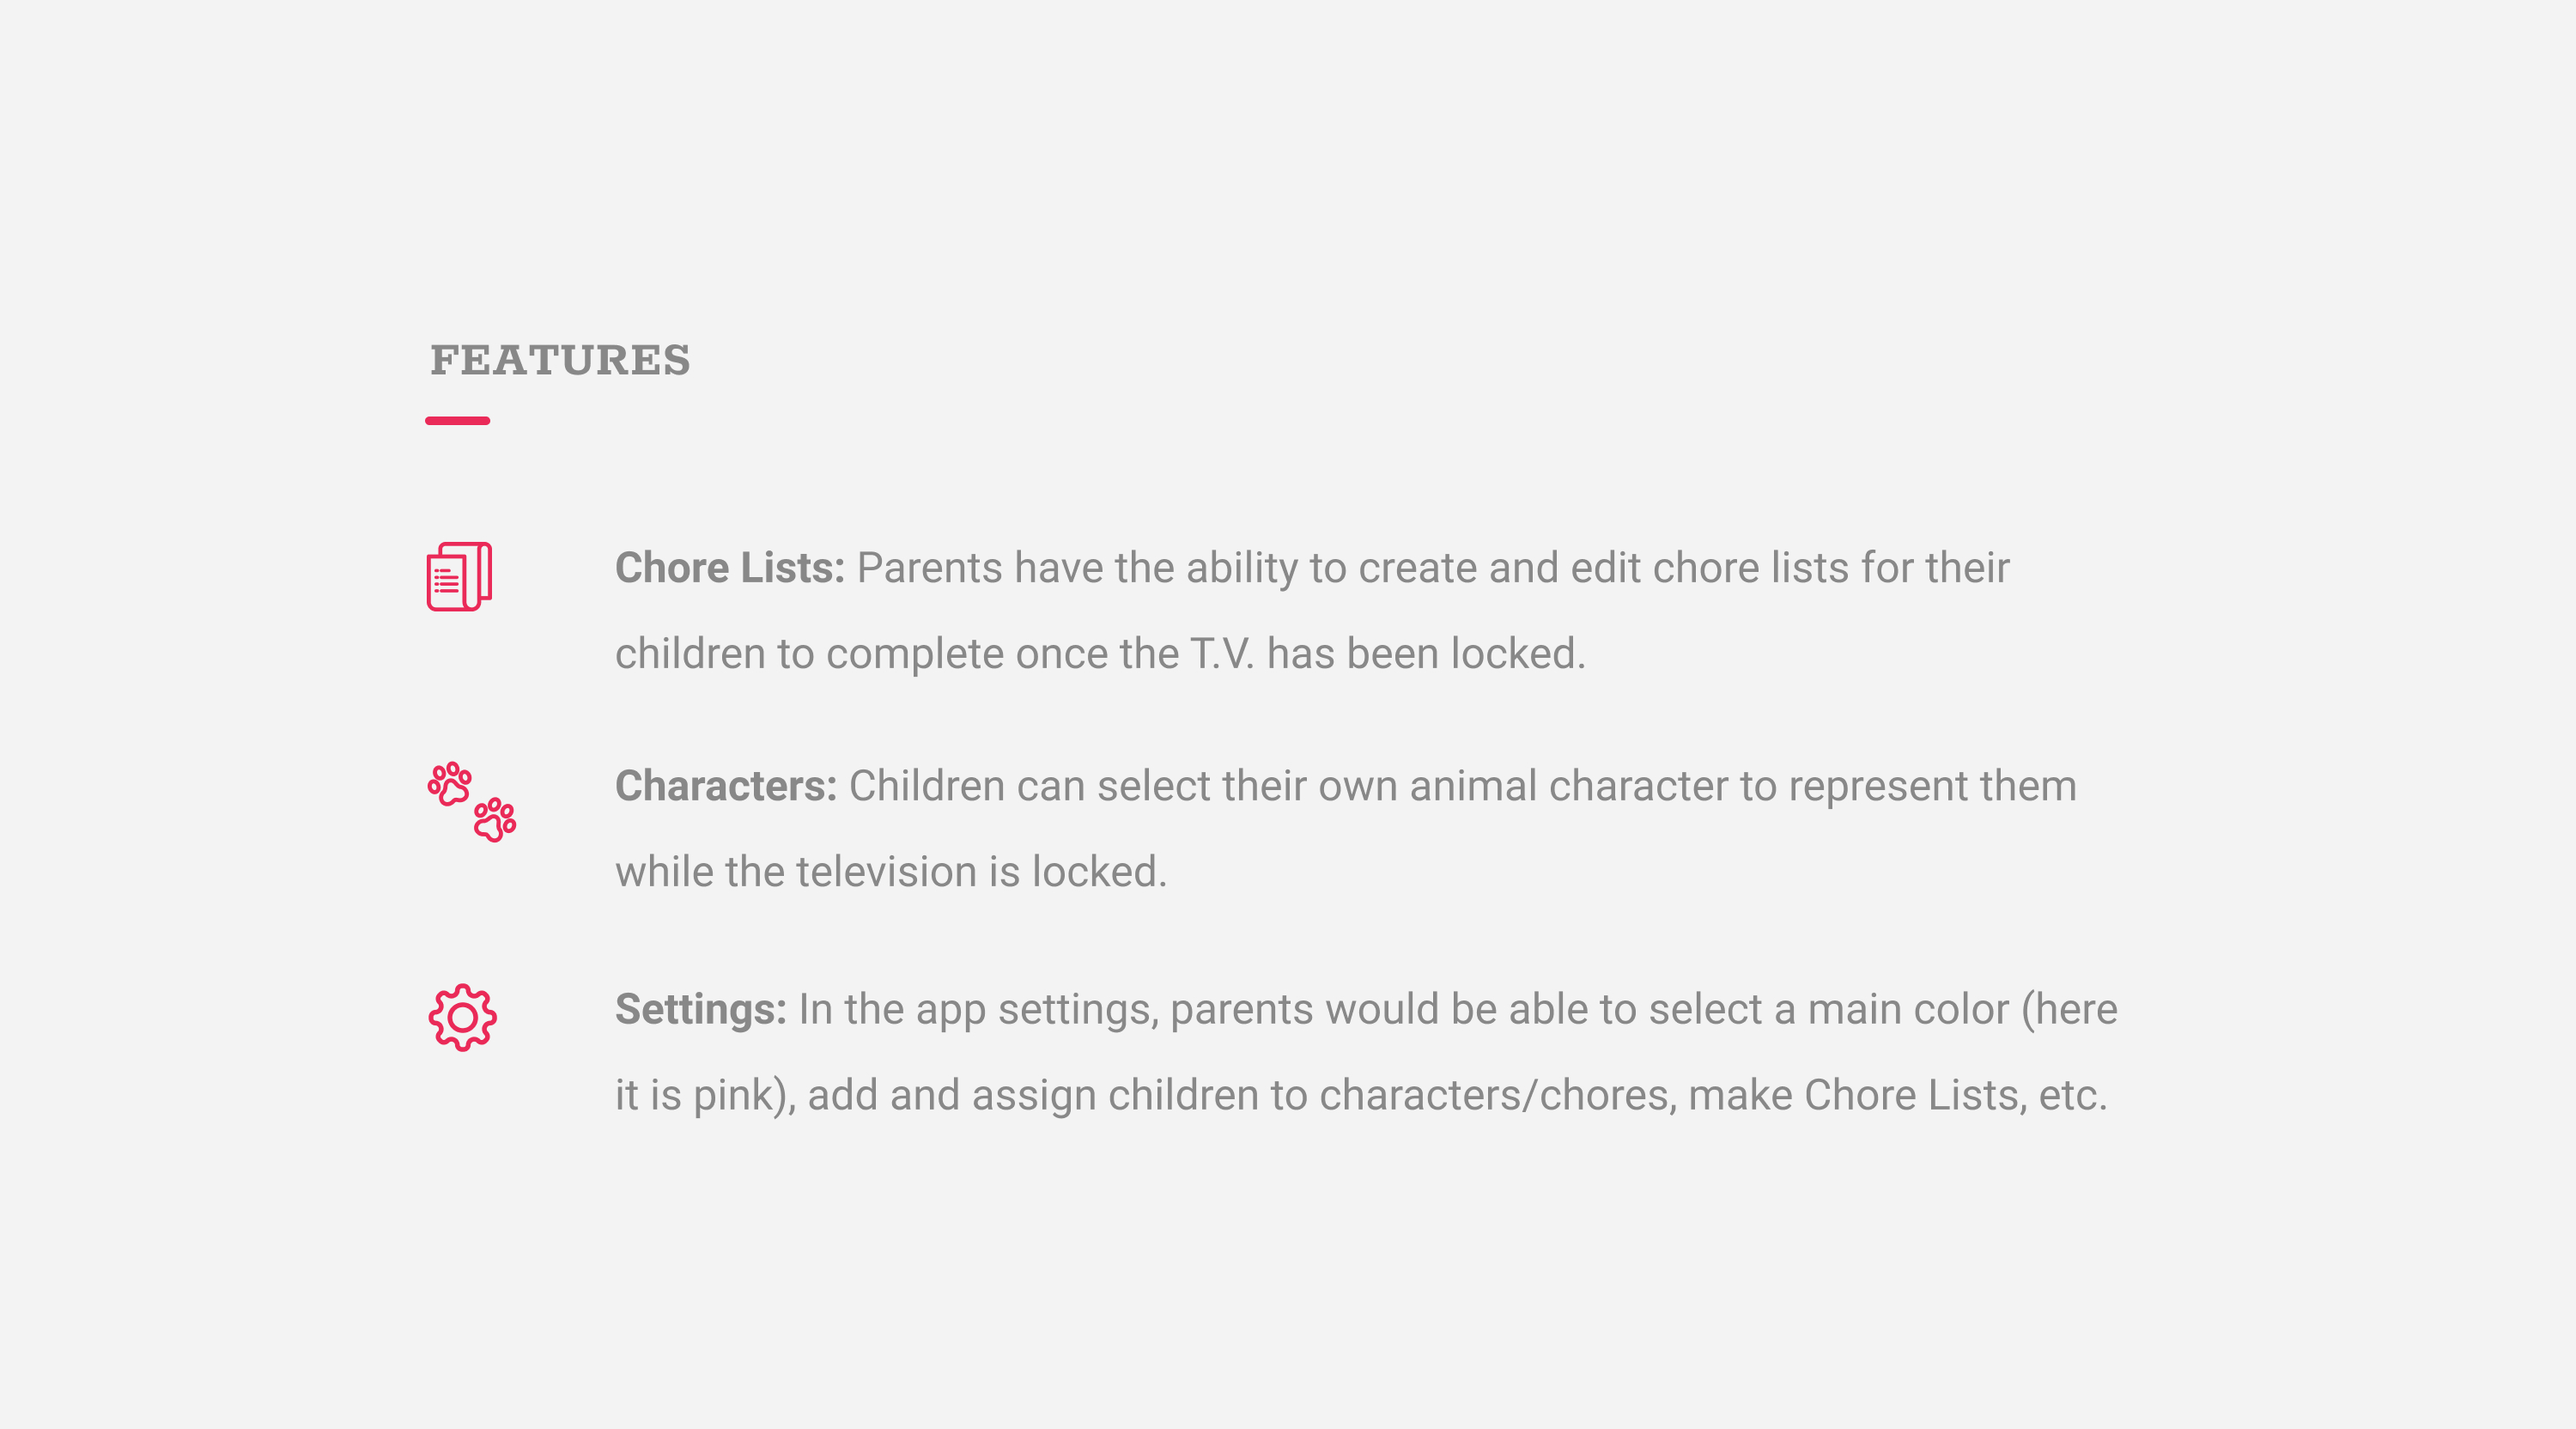 FEATURES
Chore Lists: Parents have the ability to create and edit chore lists for their
children to complete once the T.V. has been locked.
Characters: Children can select their own animal character to represent them
while the television is locked.
Settings: In the app settings, parents would be able to select a main color (here
it is pink), add and assign children to characters/chores, make Chore Lists, etc.